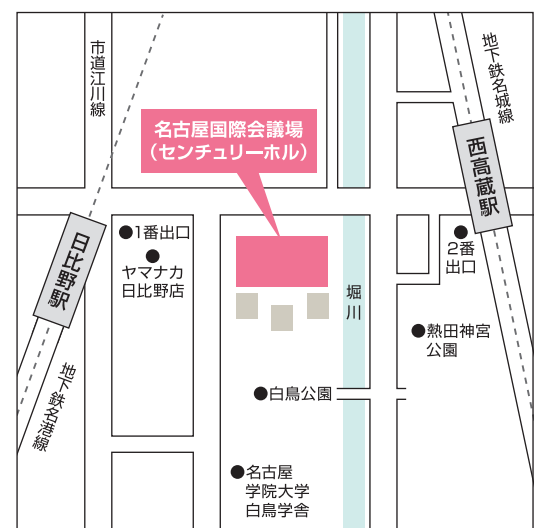 市道江川線
地下鉄名城線
名古屋国際会議場
（センチュリーホル）
西高蔵駅
日比野駅
●1番出口
●
ヤマナカ
日比野店
●
2番
出口
堀川
●熱田神宮
公園
地下鉄名港線
●白鳥公園
●名古屋
学院大学
白鳥学舎